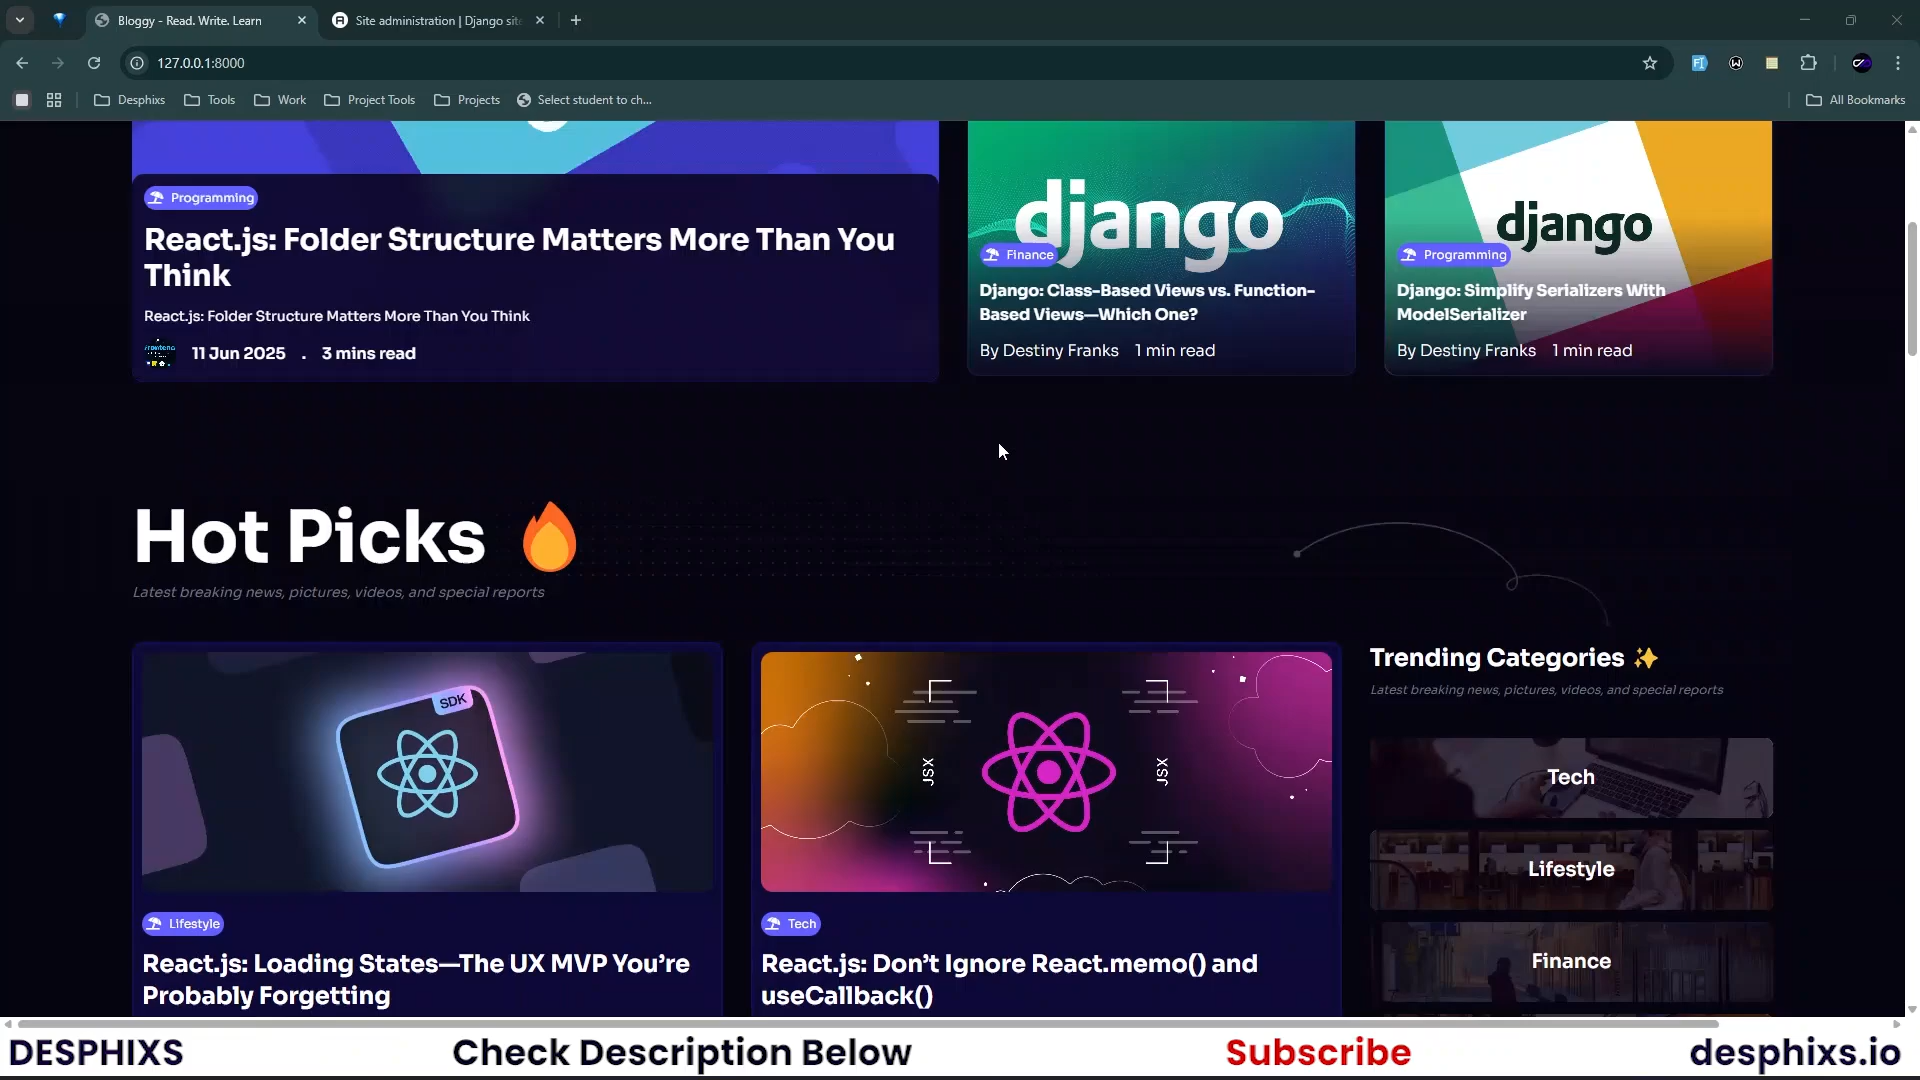 Bloggy - Read. Write. Learn
Site administration | Django site
127.0.0.1:8000
Desphixs
Tools
Work
Project Tools
Projects
Select student to ch...
All Bookmarks
Programming
React.js: Folder Structure Matters More Than You
Think
React.js: Folder Structure Matters More Than You Think
11 Jun 2025 . 3 mins read
django
Finance
Django: Class-Based Views vs. Function-
Based Views—Which One?
By Destiny Franks 1 min read
django
Programming
Django: Simplify Serializers With
ModelSerializer
By Destiny Franks 1 min read
Hot Picks 🔥
Latest breaking news, pictures, videos, and special reports
SDK
Lifestyle
React.js: Loading States—The UX MVP You’re
Probably Forgetting
JSX
JSX
Tech
React.js: Don’t Ignore React.memo() and
useCallback()
Trending Categories ✨
Latest breaking news, pictures, videos, and special reports
Tech
Lifestyle
Finance
DESPHIXS
Check Description Below
Subscribe
desphixs.io